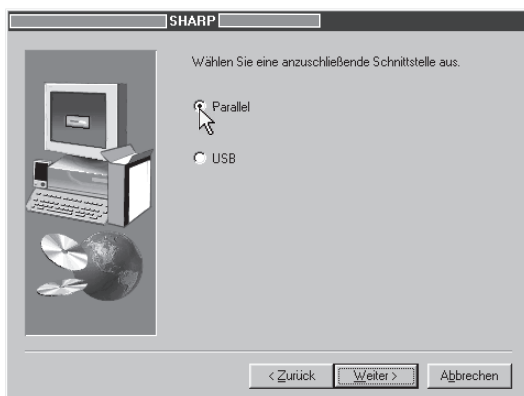 SHARP
Wählen Sie eine anzuschließende Schnittstelle aus.
Parallel
USB
< Zurück
Weiter >
Abbrechen